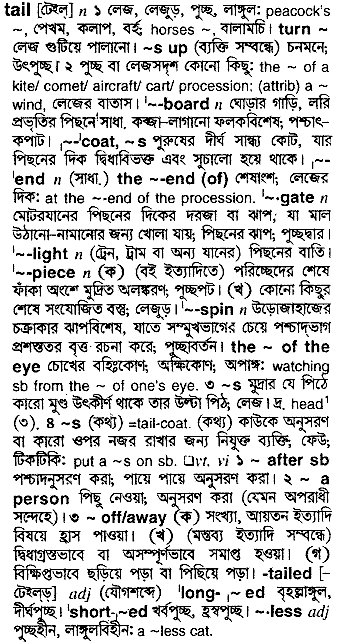 tail [টেইল্] n ১ লেজ, লেজুড়, পুচ্ছ, লাঙ্গুল: peacock's
~, পেখম, কলাপ, বর্হ; horses ~, বালামচি। turn ~
লেজ গুটিয়ে পালানো। ~s up (ব্যক্তি সম্বন্ধে) চনমনে;
উৎপুচ্ছ। ২ পুচ্ছ বা লেজসদৃশ কোনো কিছু: the ~ of a
kite/ comet/ aircraft/ cart/ procession; (attrib) a ~
wind, লেজের বাতাস। '~-board n ঘোড়ার গাড়ি, লরি
প্রভৃতির পিছনে সাধা. কব্জা-লাগানো ফলকবিশেষ; পশ্চাৎ-
কপাট। ¡~-'coat, ~s পুরুষের দীর্ঘ সান্ধ্য কোট, যার
পিছনের দিক দ্বিধাবিভক্ত এবং সুচালো হয়ে থাকে। ¡~-
'end n (সাধা.) the ~-end (of) শেষাংশ; লেজের
দিক: at the ~-end of the procession. '~·gate n
মোটরযানের পিছনের দিকের দরজা বা ঝাপ, যা মাল
উঠানো-নামানোর জন্য খোলা যায়; পিছনের ঝাপ; পুচ্ছদ্বার।
'~-light n (ট্রেন, ট্রাম বা অন্য যানের) পিছনের বাতি।
'~-piece n (ক) (বই ইত্যাদিতে) পরিচ্ছেদের শেষে
ফাঁকা অংশে মুদ্রিত অলঙ্করণ; পুচ্ছপট। (খ) কোনো কিছুর
শেষে সংযোজিত বস্তু; লেজুড়। '~-spin n উড়োজাহাজের
চক্রাকার ঝাপবিশেষ, যাতে সম্মুখভাগের চেয়ে পশ্চাদ্ভাগ
প্রশস্ততর বৃত্ত রচনা করে; পুচ্ছাবর্তন। the ~ of the
eye চোখের বহিঃকোণ; অক্ষিকোণ; অপাঙ্গ: watching
sb from the ~ of one's eye. ৩ ~s মুদ্রার যে পিঠে
কারো মুণ্ড উৎকীর্ণ থাকে তার উল্টা পিঠ; লেজ। দ্র. head¹
(৩). ৪ ~s (কথ্য) =tail-coat. (কথ্য) কাউকে অনুসরণ
বা কারো ওপর নজর রাখার জন্য নিযুক্ত ব্যক্তি; ফেউ;
টিকটিকি: put a ~s on sb. □vt, vi ১ ~ after sb
পশ্চাদনুসরণ করা; পায়ে পায়ে অনুসরণ করা। ২ ~ a
person পিছু নেওয়া; অনুসরণ করা (যেমন অপরাধী
সন্দেহে)। ৩ ~ off/away (ক) সংখ্যা, আয়তন ইত্যাদি
বিষয়ে হ্রাস পাওয়া। (খ) (মন্তব্য ইত্যাদি সম্বন্ধে)
দ্বিধাগ্রস্তভাবে বা অসম্পূর্ণভাবে সমাপ্ত হওয়া। (গ)
বিক্ষিপ্তভাবে ছড়িয়ে পড়া বা পিছিয়ে পড়া। -tailed [–
টেইল্ড্] adj (যৌগশব্দে) 'long-¡~ed বৃহল্লাঙ্গুল,
দীর্ঘপুচ্ছ। 'short-¡~ed খর্বপুচ্ছ, হ্রস্বপুচ্ছ। ~·less adj
পুচ্ছহীন, লাঙ্গুলবিহীন: a ~less cat.